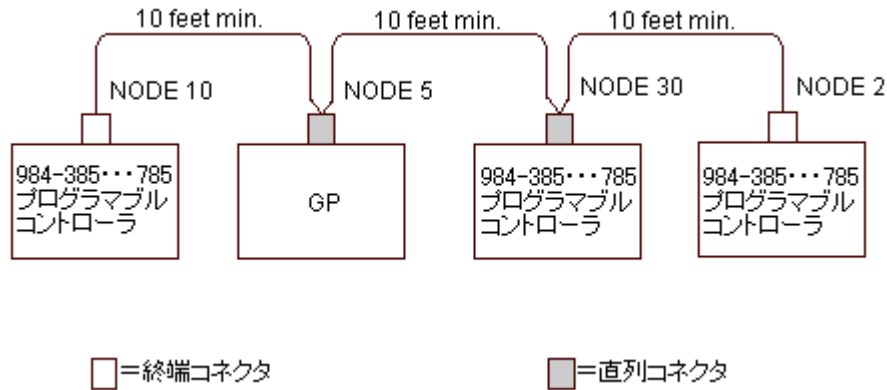 10 feet min.
10 feet min.
10 feet min.
NODE 10
NODE 5
NODE 30
NODE 2
984-385・・・785
プログラマブル
コントローラ
GP
984-385・・・785
プログラマブル
コントローラ
984-385・・・785
プログラマブル
コントローラ
=終端コネクタ
=直列コネクタ